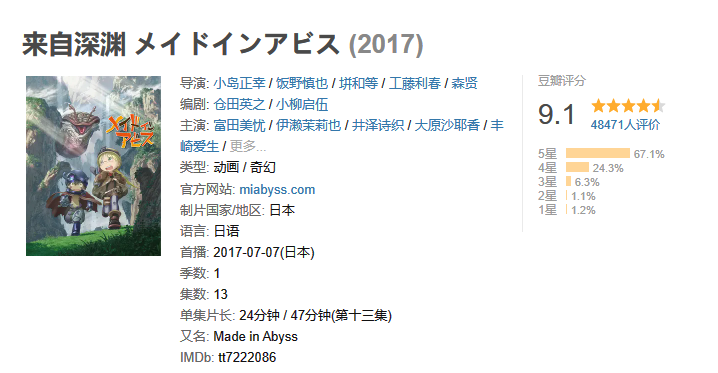 来自深渊 メイドインアビス (2017)
メイドイン
アビス
导演: 小岛正幸 / 饭野慎也 / 垪和等 / 工藤利春 / 森贤
编剧: 仓田英之 / 小柳启伍
主演: 富田美忧 / 伊濑茉莉也 / 井泽诗织 / 大原沙耶香 / 丰
崎爱生 / 更多...
类型: 动画 / 奇幻
官方网站: miabyss.com
制片国家/地区: 日本
语言: 日语
首播: 2017-07-07(日本)
季数: 1
集数: 13
单集片长: 24分钟 / 47分钟(第十三集)
又名: Made in Abyss
IMDb: tt7222086
豆瓣评分
9.1
48471人评价
5星 67.1%
4星 24.3%
3星 6.3%
2星 1.1%
1星 1.2%